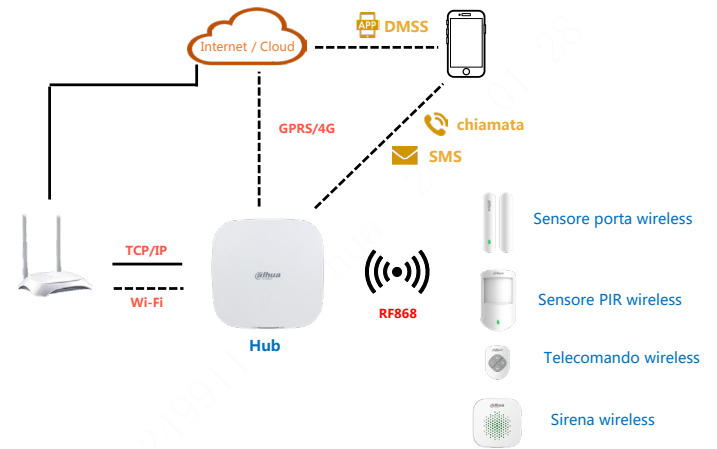 APP DMSS
Internet / Cloud
GPRS/4G
chiamata
SMS
Sensore porta wireless
TCP/IP
Wi-Fi
alhua
RF868
Hub
Sensore PIR wireless
Telecomando wireless
Sirena wireless